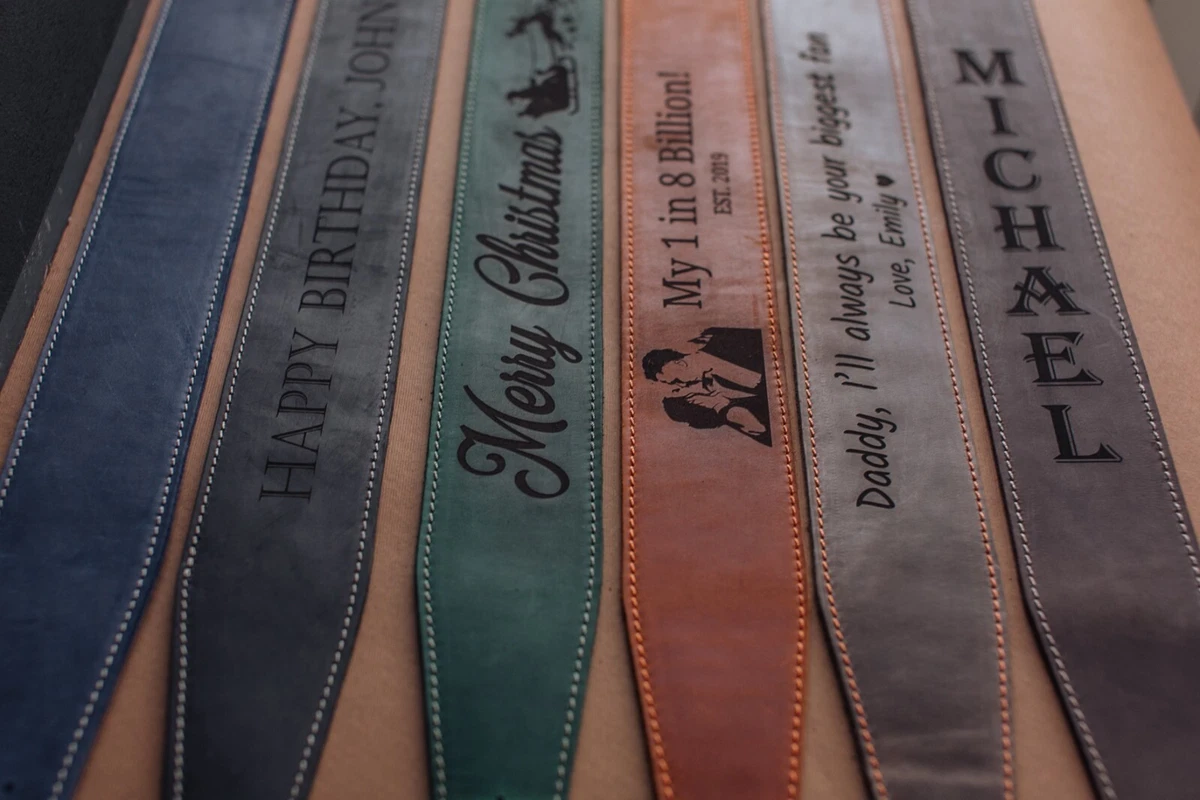 HAPPY BIRTHDAY, JOHN
Merry Christmas
My 1 in 8 Billion!
EST. 2019
Daddy, i'll always be your biggest fan
Love, Emily ♥
MICHAEL